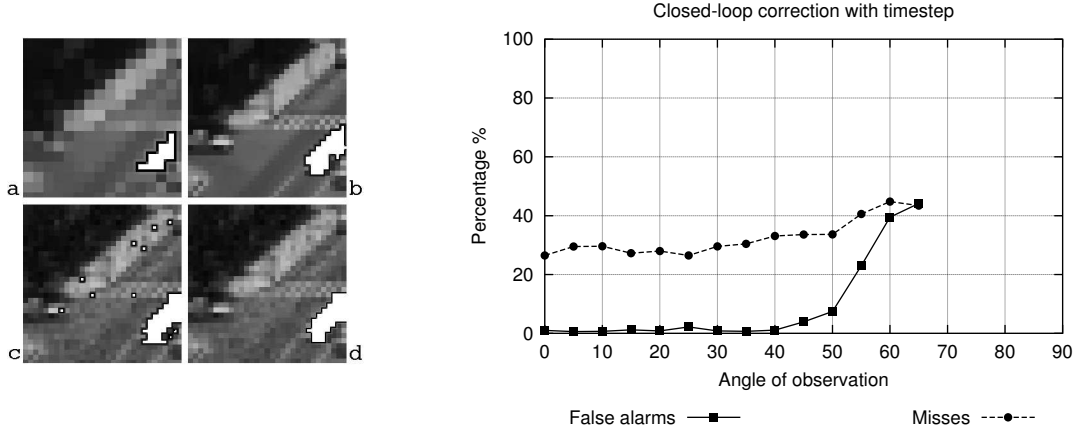 a
b
c
d
Closed-loop correction with timestep
Percentage %
100
80
60
40
20
0
0 10 20 30 40 50 60 70 80 90
Angle of observation
False alarms Misses